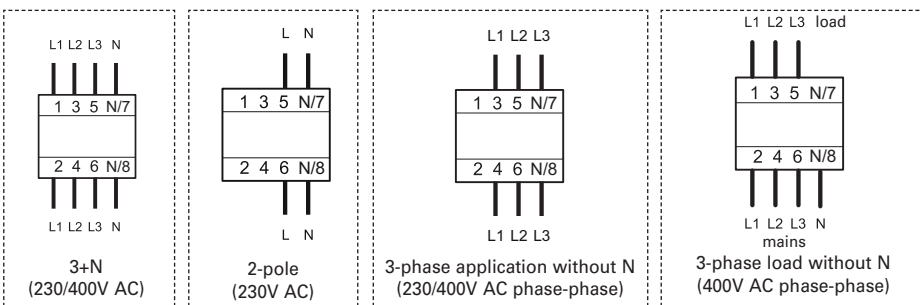 L1 L2 L3 N
1 3 5 N/7
2 4 6 N/8
L1 L2 L3 N
3+N
(230/400V AC)
L N
1 3 5 N/7
2 4 6 N/8
L N
2-pole
(230V AC)
L1 L2 L3
1 3 5 N/7
2 4 6 N/8
L1 L2 L3
3-phase application without N
(230/400V AC phase-phase)
L1 L2 L3 load
1 3 5 N/7
2 4 6 N/8
L1 L2 L3 N
mains
3-phase load without N
(400V AC phase-phase)